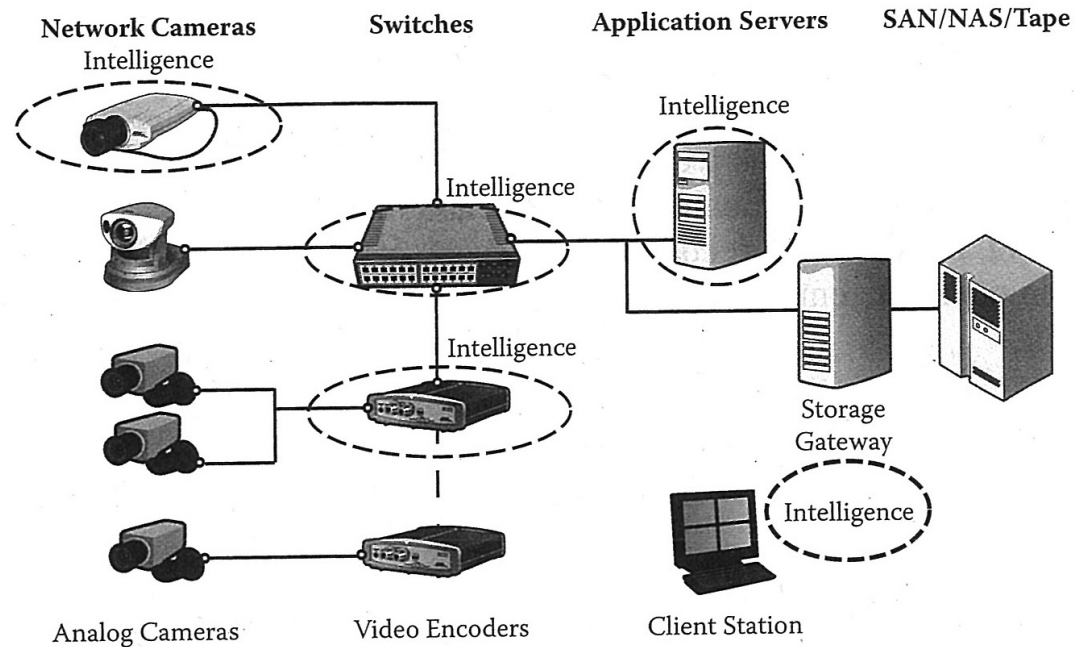 Network Cameras
Switches
Application Servers
SAN/NAS/Tape
Intelligence
Intelligence
Intelligence
Intelligence
Storage
Gateway
Intelligence
Analog Cameras
Video Encoders
Client Station